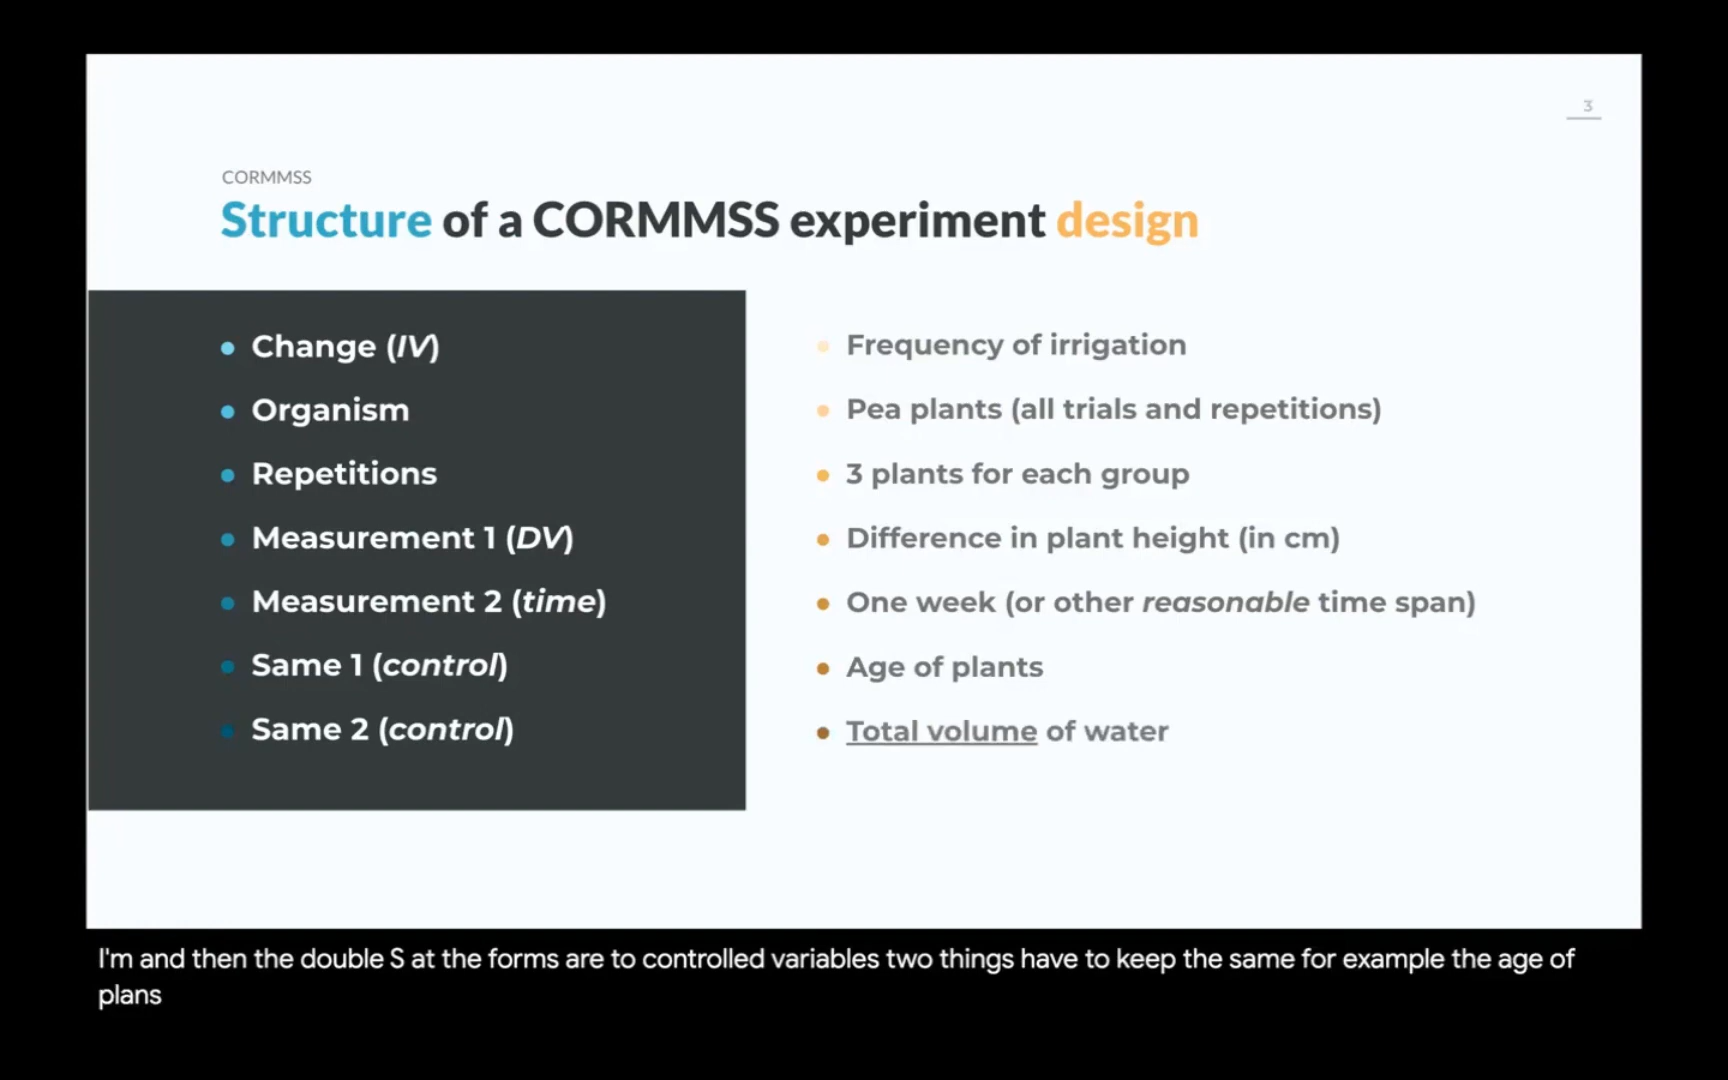 3
CORMMSS
Structure of a CORMMSS experiment design
Change (IV)
Organism
Repetitions
Measurement 1 (DV)
Measurement 2 (time)
Same 1 (control)
Same 2 (control)
Frequency of irrigation
Pea plants (all trials and repetitions)
3 plants for each group
Difference in plant height (in cm)
One week (or other reasonable time span)
Age of plants
Total volume of water
I'm and then the double S at the forms are to controlled variables two things have to keep the same for example the age of
plans